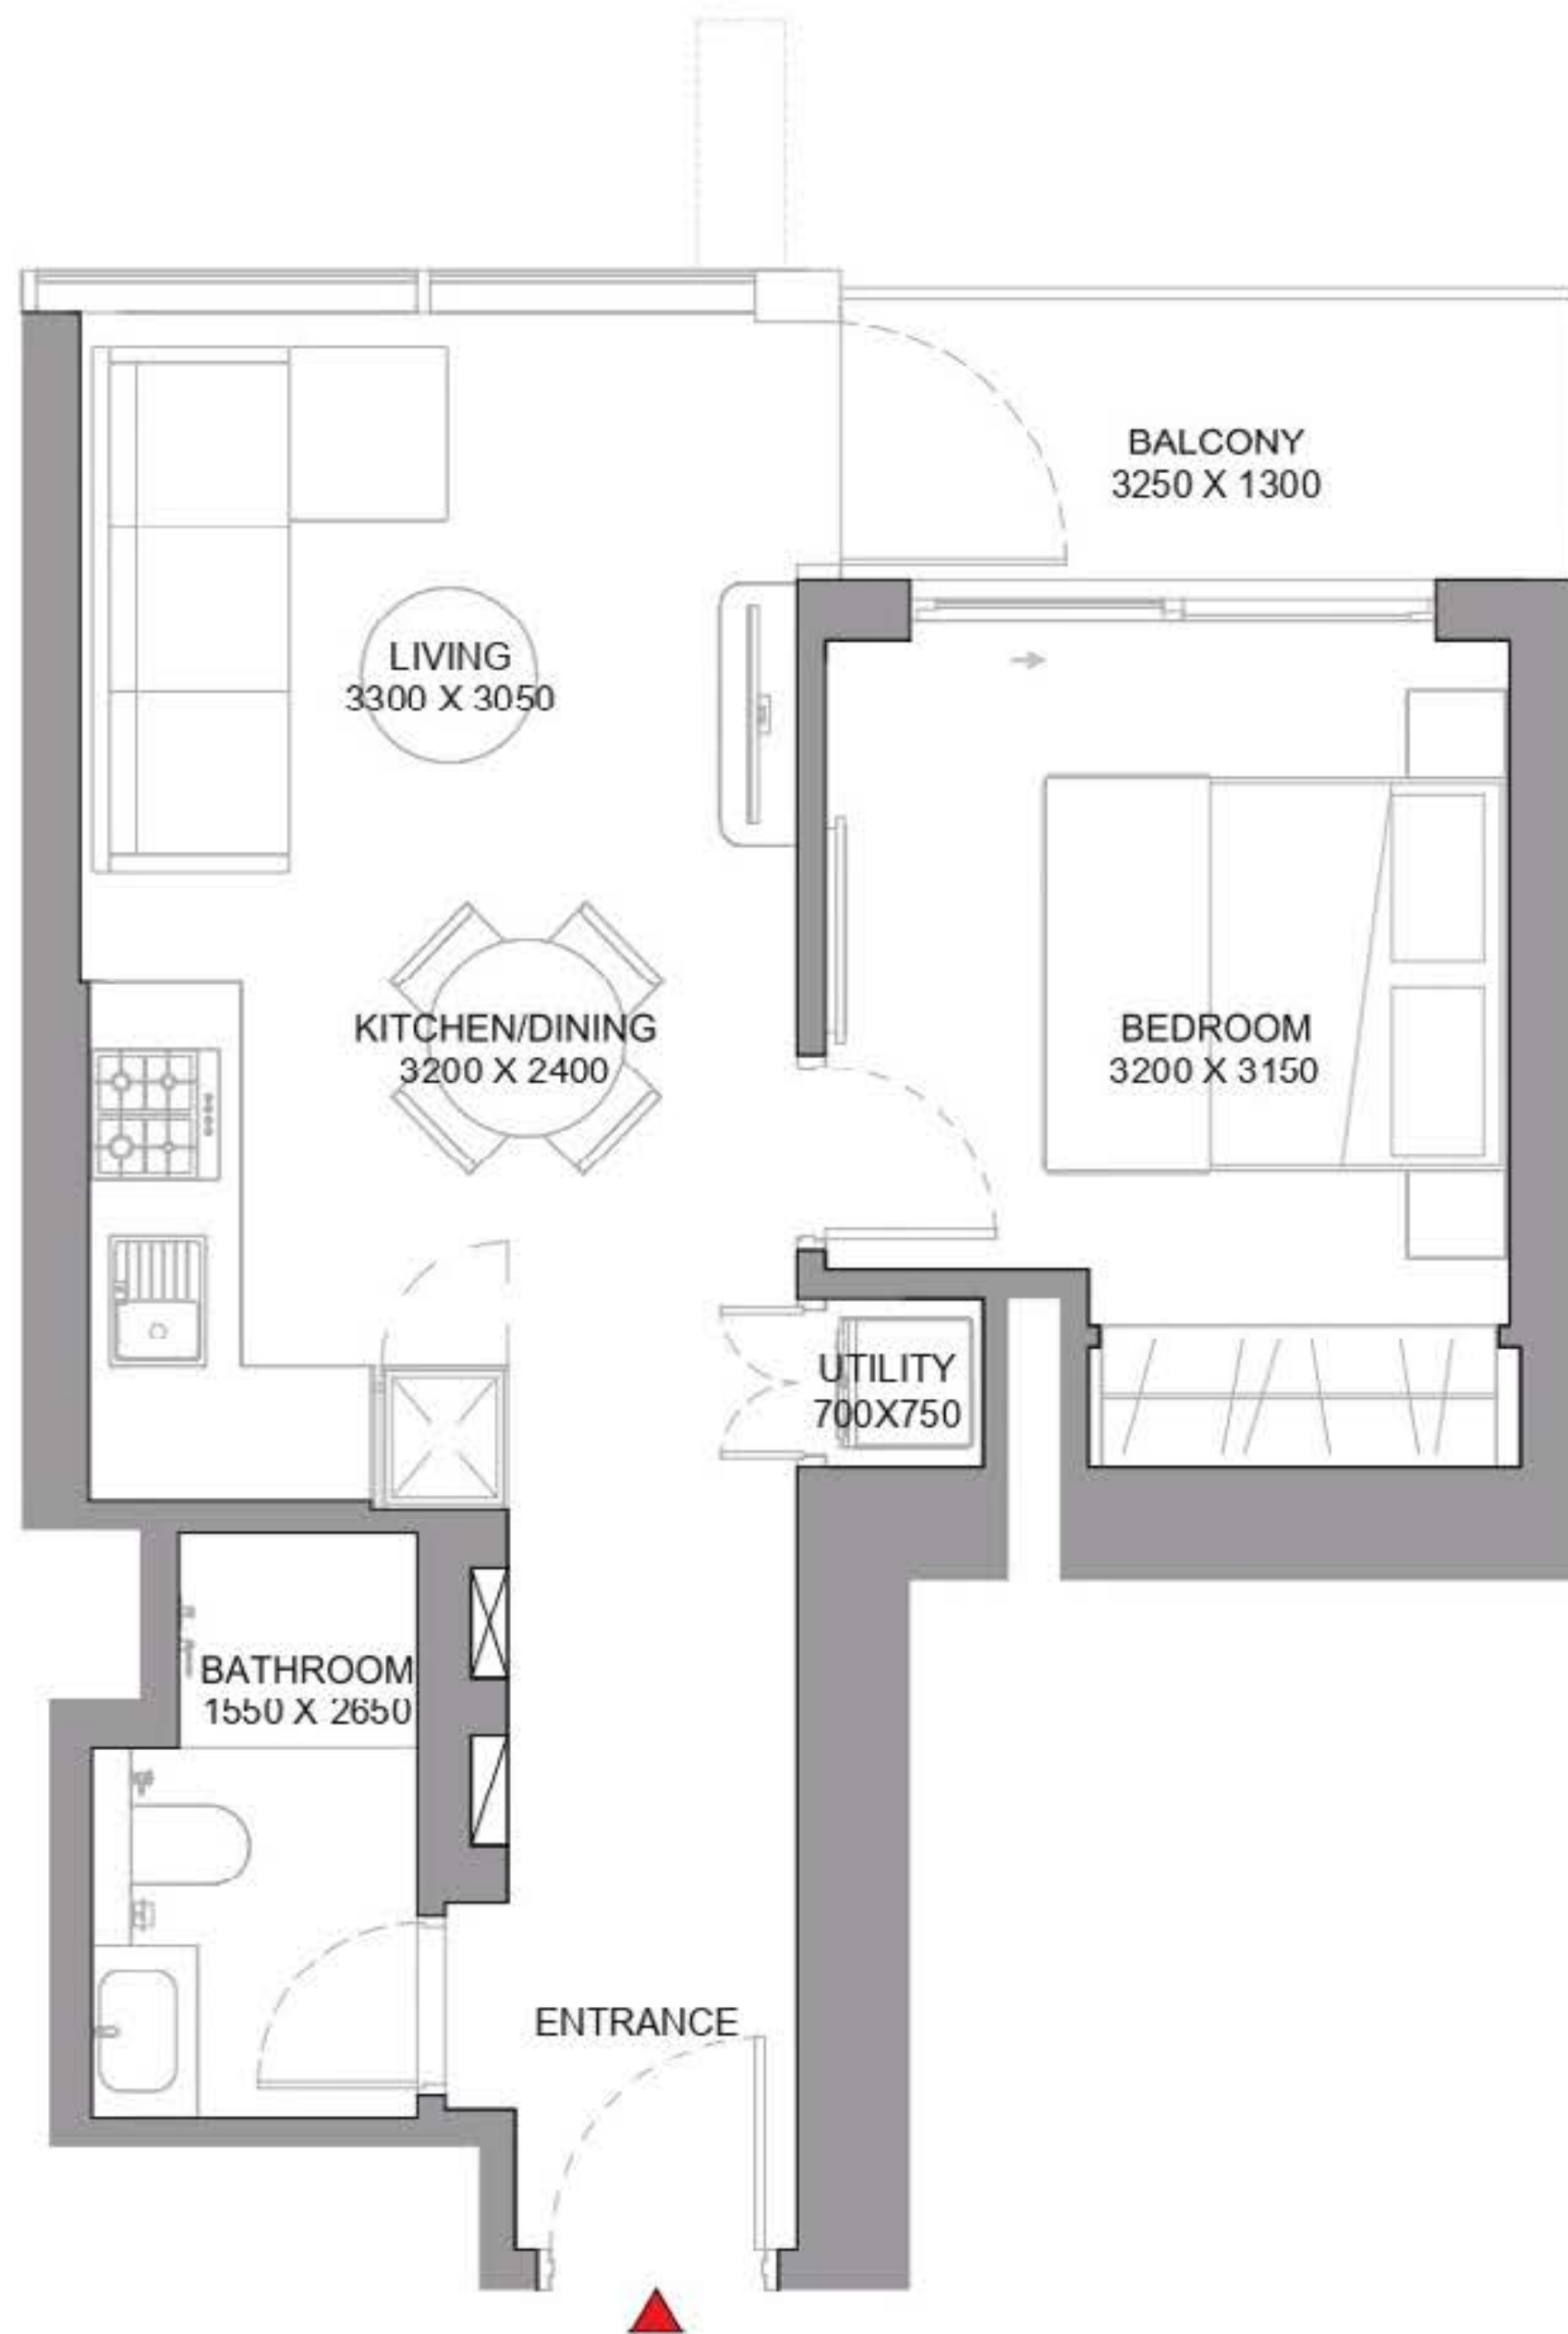 BALCONY
3250 X 1300
LIVING
3300 X 3050
KITCHEN/DINING
3200 X 2400
BEDROOM
3200 X 3150
UTILITY
700X750
BATHROOM
1550 X 2650
ENTRANCE